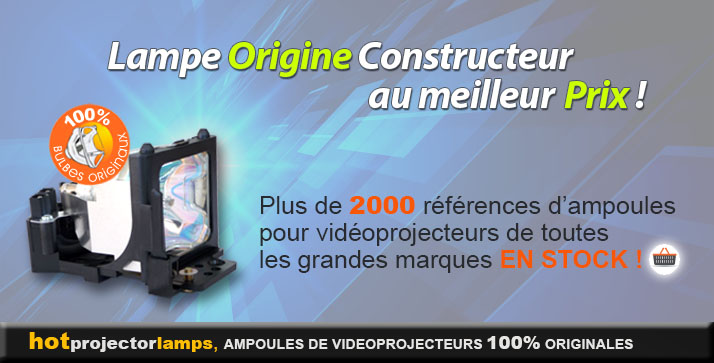 Lampe Origine Constructeur
au meilleur Prix !
100%
BULBES ORIGINAUX
Plus de 2000 références d'ampoules
pour vidéoprojecteurs de toutes
les grandes marques EN STOCK !
hotprojectorlamps, AMPOULES DE VIDEOPROJECTEURS 100% ORIGINALES